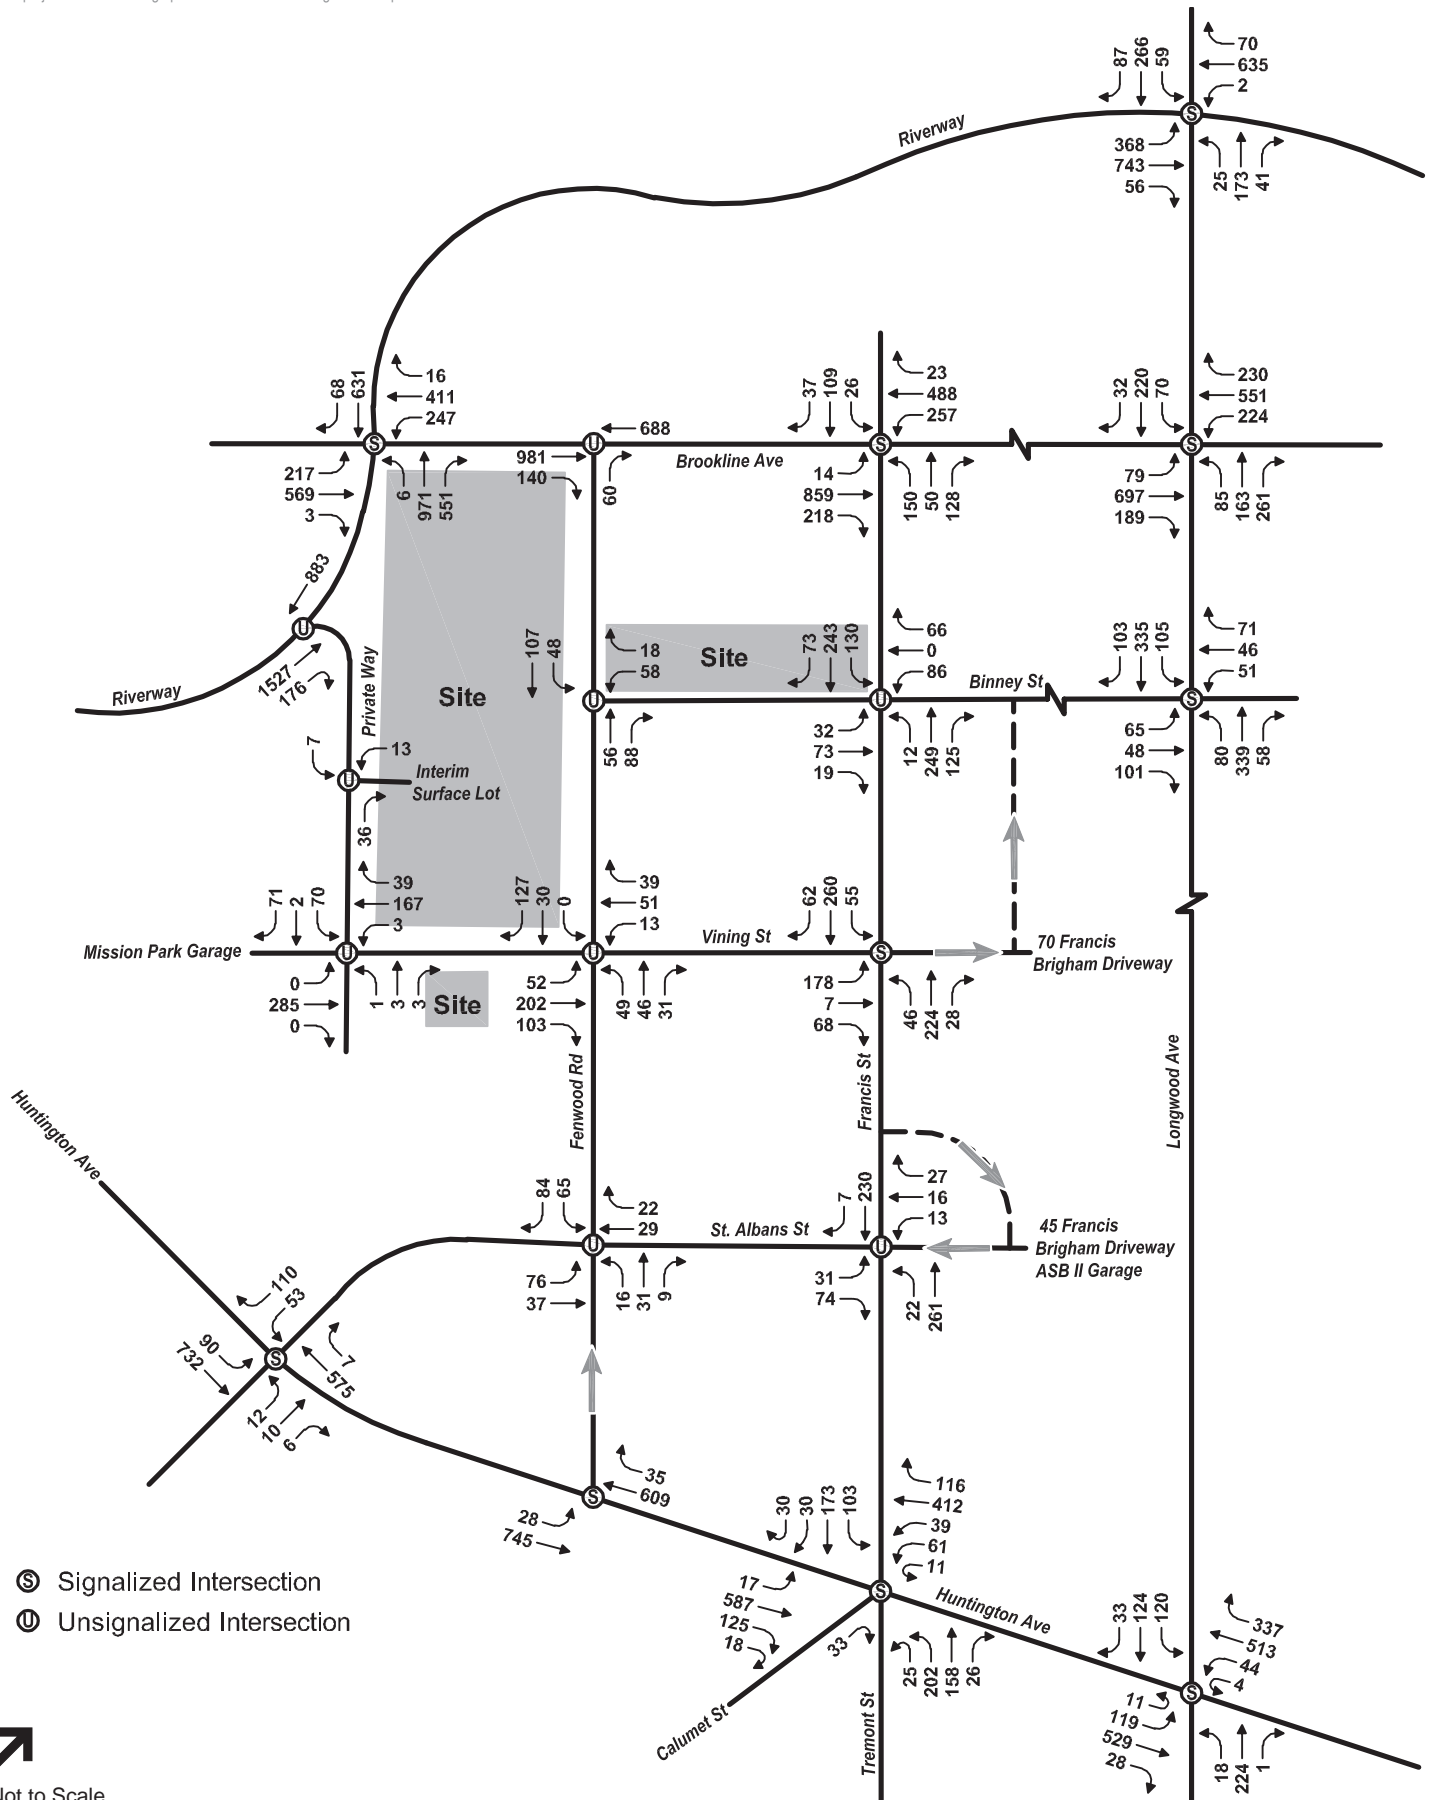 87 266 59
70
635
2
Riverway
368
743
56
25 173 41
68 631
16
411
247
37 109 26
23
488
257
32 220 70
230
551
224
688
Brookline Ave
217
569
3
6 971 551
981
140
60
14
859
218
150 50 128
79
697
189
85 163 261
883
107 48
18
58
Site
73 243 130
66
0
86
103 335 105
71
46
51
Binney St
1527
176
Riverway
Private Way
Site
56 88
32
73
19
12 249 125
65
48
101
80 339 58
7
13
Interim
Surface Lot
36
71 2 70
39
167
3
127 30 0
39
51
13
62 260 55
Mission Park Garage
Vining St
70 Francis
Brigham Driveway
0
285
0
1 3 3
Site
52
202
103
49 46 31
178
7
68
46 224 28
Fenwood Rd
Francis St
Longwood Ave
Huntington Ave
84 65
22
29
St. Albans St
7 230
27
16
13
45 Francis
Brigham Driveway
ASB II Garage
76
37
16 31 9
31
74
22 261
110
53
90
732
7
575
12
10
6
35
609
28
745
30 30 173 103
116
412
39
61
11
17
587
125
18
33
Huntington Ave
25 202 158 26
33 124 120
337
513
44
4
11
119
529
28
18 224 1
Calumet St
Tremont St
S Signalized Intersection
U Unsignalized Intersection
Not to Scale